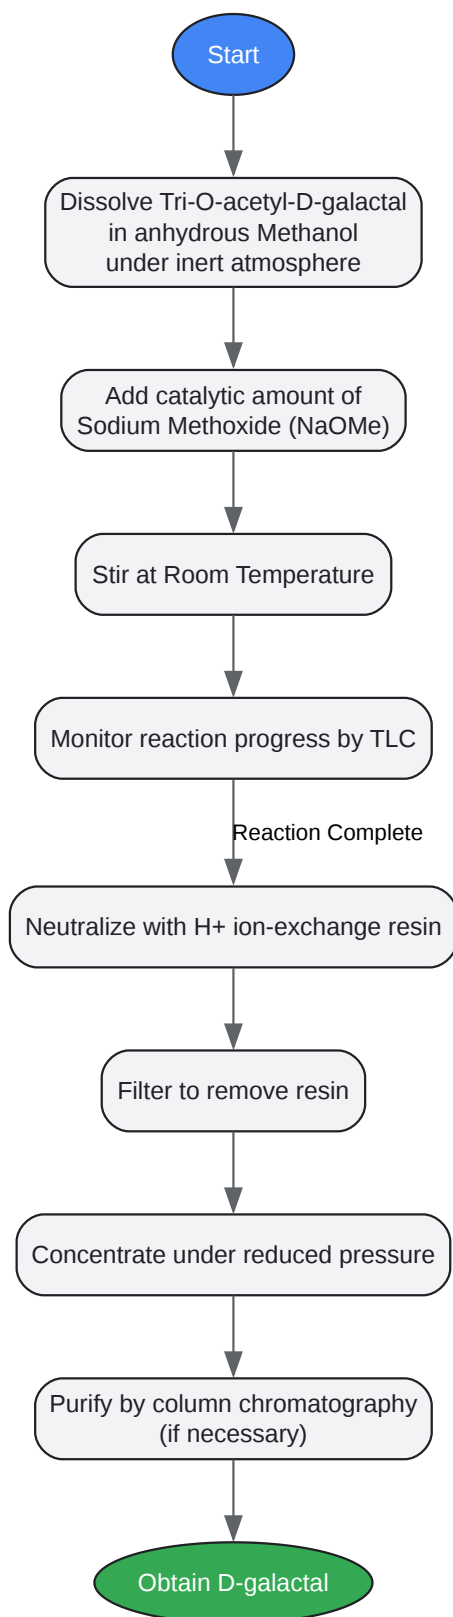 Start
Dissolve Tri-O-acetyl-D-galactal
in anhydrous Methanol
under inert atmosphere
Add catalytic amount of
Sodium Methoxide (NaOMe)
Stir at Room Temperature
Monitor reaction progress by TLC
Reaction Complete
Neutralize with H+ ion-exchange resin
Filter to remove resin
Concentrate under reduced pressure
Purify by column chromatography
(if necessary)
Obtain D-galactal